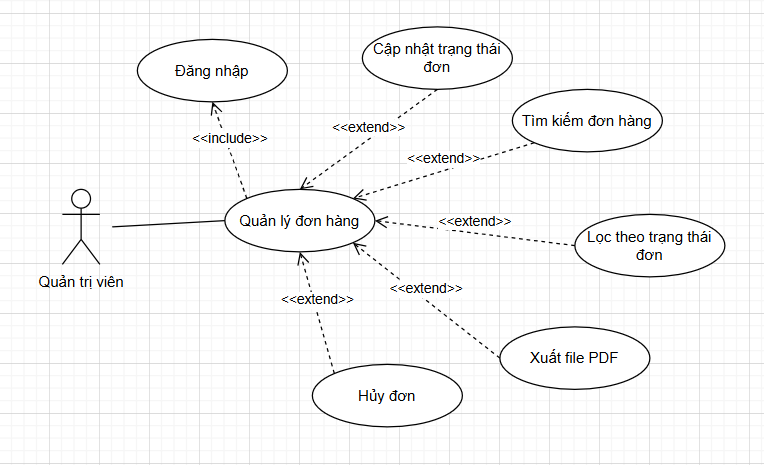 Cập nhật trạng thái
đơn
Đăng nhập
<<extend>>
Tìm kiếm đơn hàng
<<include>>
<<extend>>
Quản lý đơn hàng
<<extend>>
Lọc theo trạng thái
đơn
Quản trị viên
<<extend>>
<<extend>>
Xuất file PDF
Hủy đơn